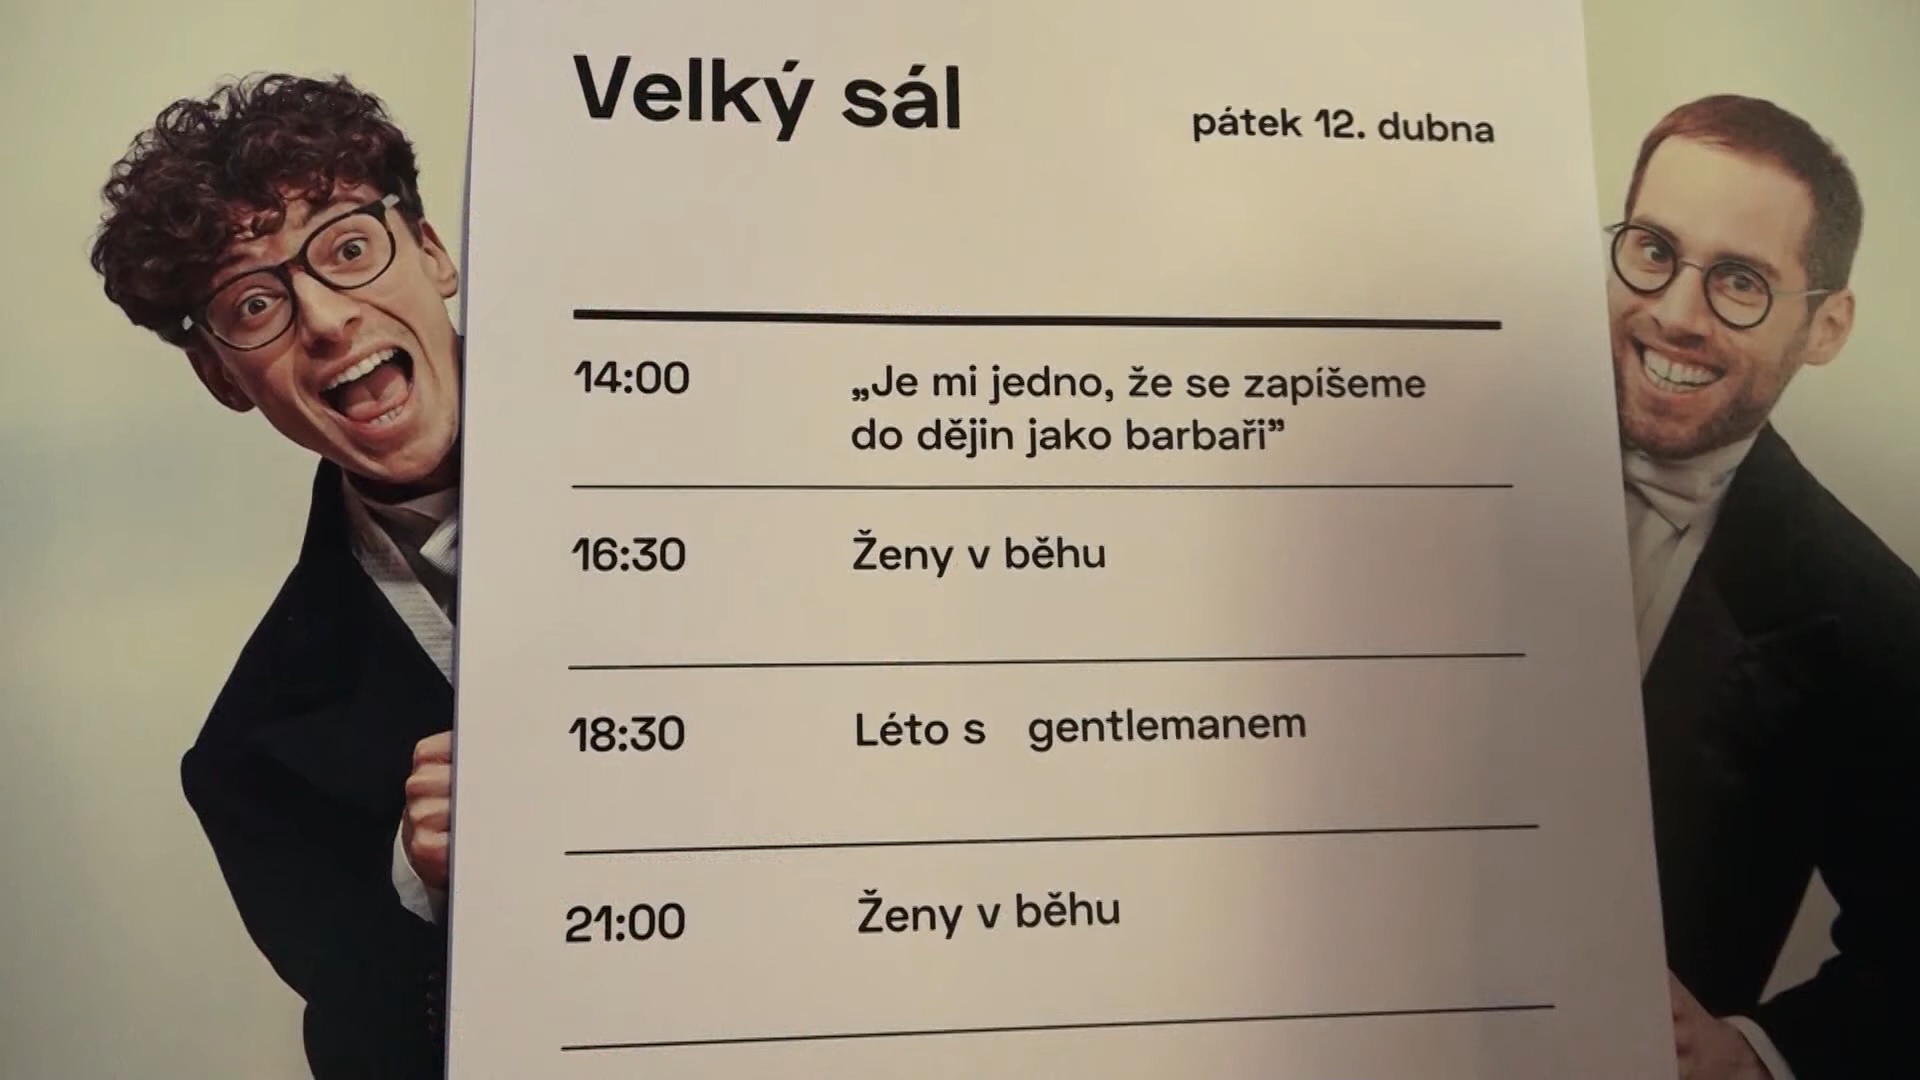 Velký sál
pátek 12. dubna
14:00
„Je mi jedno, že se zapíšeme
do dějin jako barbaři”
16:30
Ženy v běhu
18:30
Léto s gentlemanem
21:00
Ženy v běhu